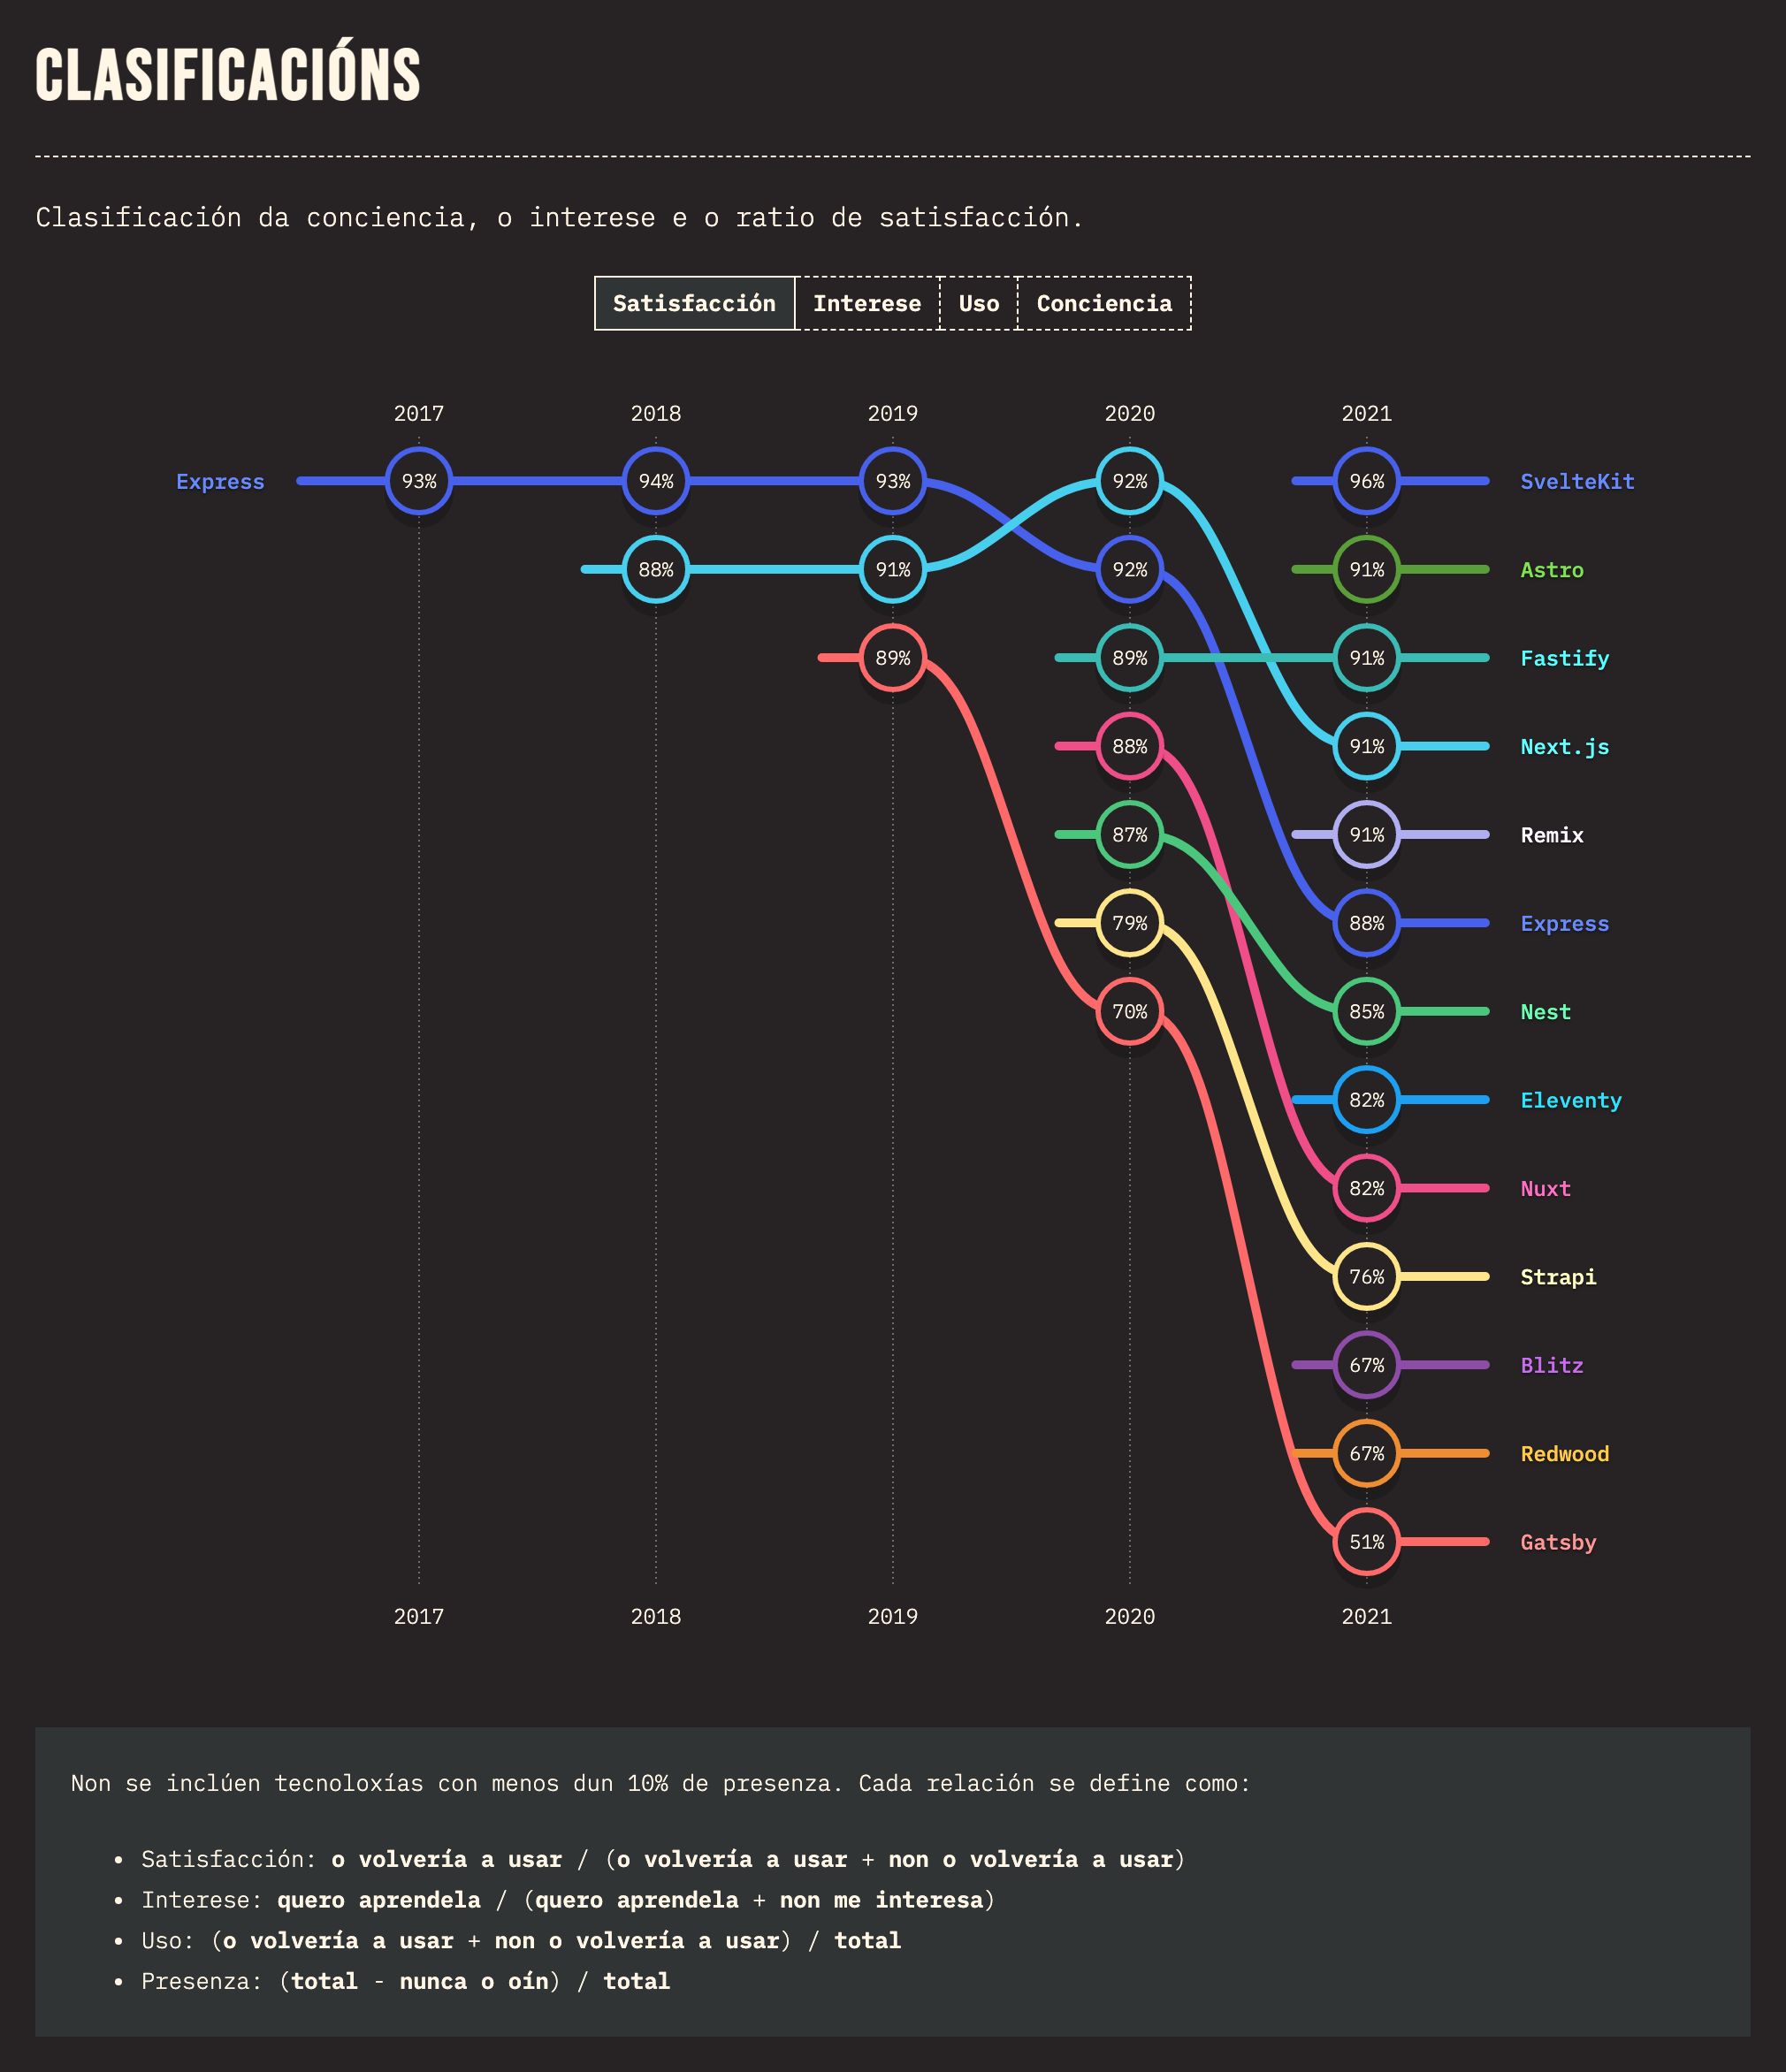 CLASIFICACIÓNS
Clasificación da conciencia, o interese e o ratio de satisfacción.
Satisfacción Interese Uso Conciencia
2017 2018 2019 2020 2021
Express 93% 94% 93% 92% 96% SvelteKit
88% 91% 92% 91% Astro
89% 89% 91% Fastify
88% 91% Next.js
87% 91% Remix
79% 88% Express
70% 85% Nest
82% Eleventy
82% Nuxt
76% Strapi
67% Blitz
67% Redwood
51% Gatsby
2017 2018 2019 2020 2021
Non se inclúen tecnoloxías con menos dun 10% de presenza. Cada relación se define como:
• Satisfacción: o volvería a usar / (o volvería a usar + non o volvería a usar)
• Interese: quero aprendela / (quero aprendela + non me interesa)
• Uso: (o volvería a usar + non o volvería a usar) / total
• Presenza: (total - nunca o oín) / total